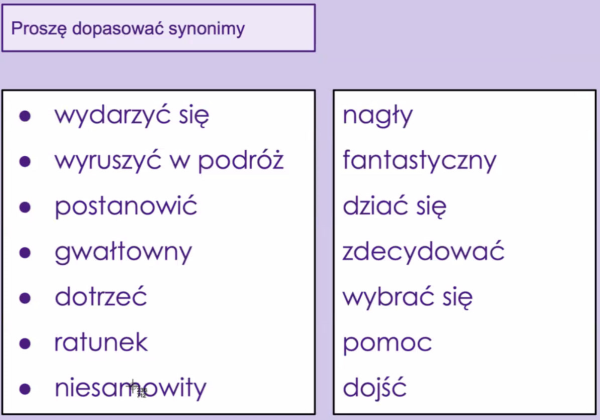 Proszę dopasować synonimy
wydarzyć się
wyruszyć w podróż
postanowić
gwałtowny
dotrzeć
ratunek
niesamowity
nagły
fantastyczny
dziać się
zdecydować
wybrać się
pomoc
dojść